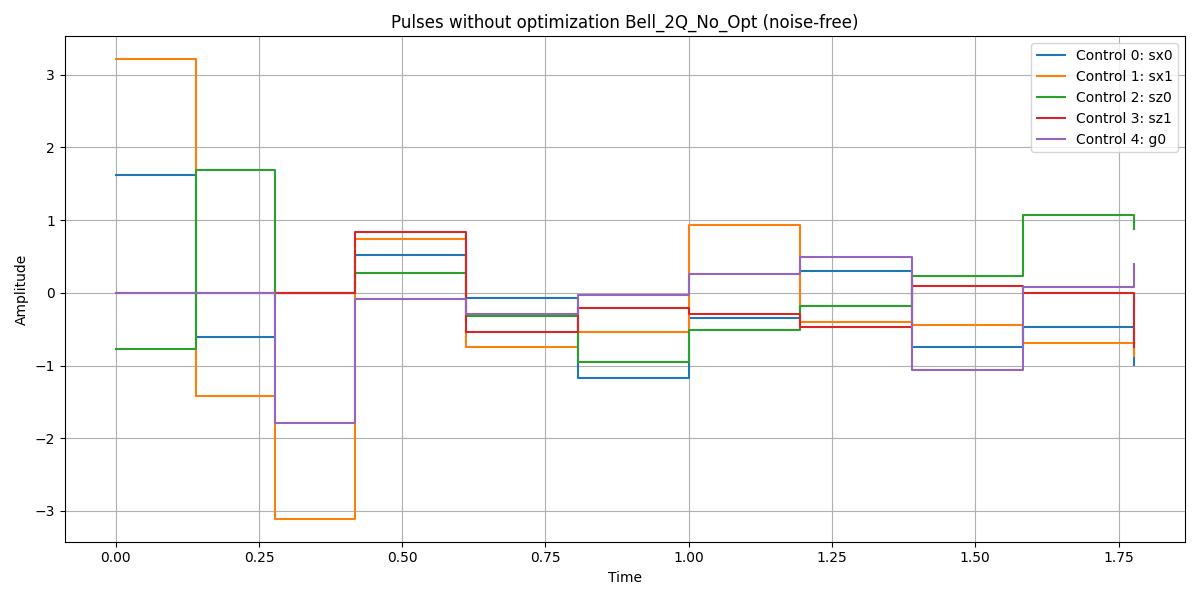 Pulses without optimization Bell_2Q_No_Opt (noise-free)
Control 0: sx0
Control 1: sx1
Control 2: sz0
Control 3: sz1
Control 4: g0
Amplitude
3
2
1
0
−1
−2
−3
0.00 0.25 0.50 0.75 1.00 1.25 1.50 1.75
Time